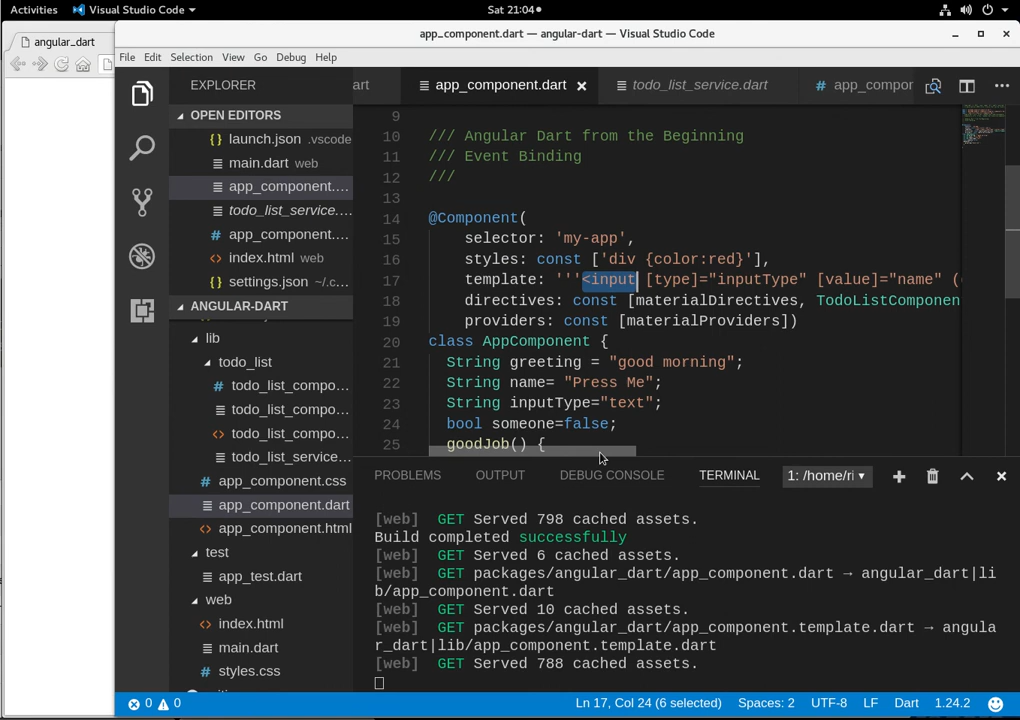 Activities Visual Studio Code Sat 21:04
app_component.dart — angular-dart — Visual Studio Code
angular_dart
File Edit Selection View Go Debug Help
EXPLORER
OPEN EDITORS
launch.json .vscode
main.dart web
app_component....
todo_list_service....
app_component....
index.html web
settings.json ~/.c...
ANGULAR-DART
lib
todo_list
todo_list_compo...
todo_list_compo...
todo_list_compo...
todo_list_service...
app_component.css
app_component.dart
app_component.html
test
app_test.dart
web
index.html
main.dart
styles.css
art app_component.dart todo_list_service.dart app_compor
9
10 /// Angular Dart from the Beginning
11 /// Event Binding
12 ///
13
14 @Component(
15 selector: 'my-app',
16 styles: const ['div {color:red}'],
17 template: '''<input [type]="inputType" [value]="name" (
18 directives: const [materialDirectives, TodoListComponen
19 providers: const [materialProviders])
20 class AppComponent {
21 String greeting = "good morning";
22 String name= "Press Me";
23 String inputType="text";
24 bool someone=false;
25 goodJob() {
PROBLEMS OUTPUT DEBUG CONSOLE TERMINAL 1: /home/ri
[web] GET Served 798 cached assets.
Build completed successfully
[web] GET Served 6 cached assets.
[web] GET packages/angular_dart/app_component.dart → angular_dart|li
b/app_component.dart
[web] GET Served 10 cached assets.
[web] GET packages/angular_dart/app_component.template.dart → angula
r_dart|lib/app_component.template.dart
[web] GET Served 788 cached assets.
0 0 Ln 17, Col 24 (6 selected) Spaces: 2 UTF-8 LF Dart 1.24.2